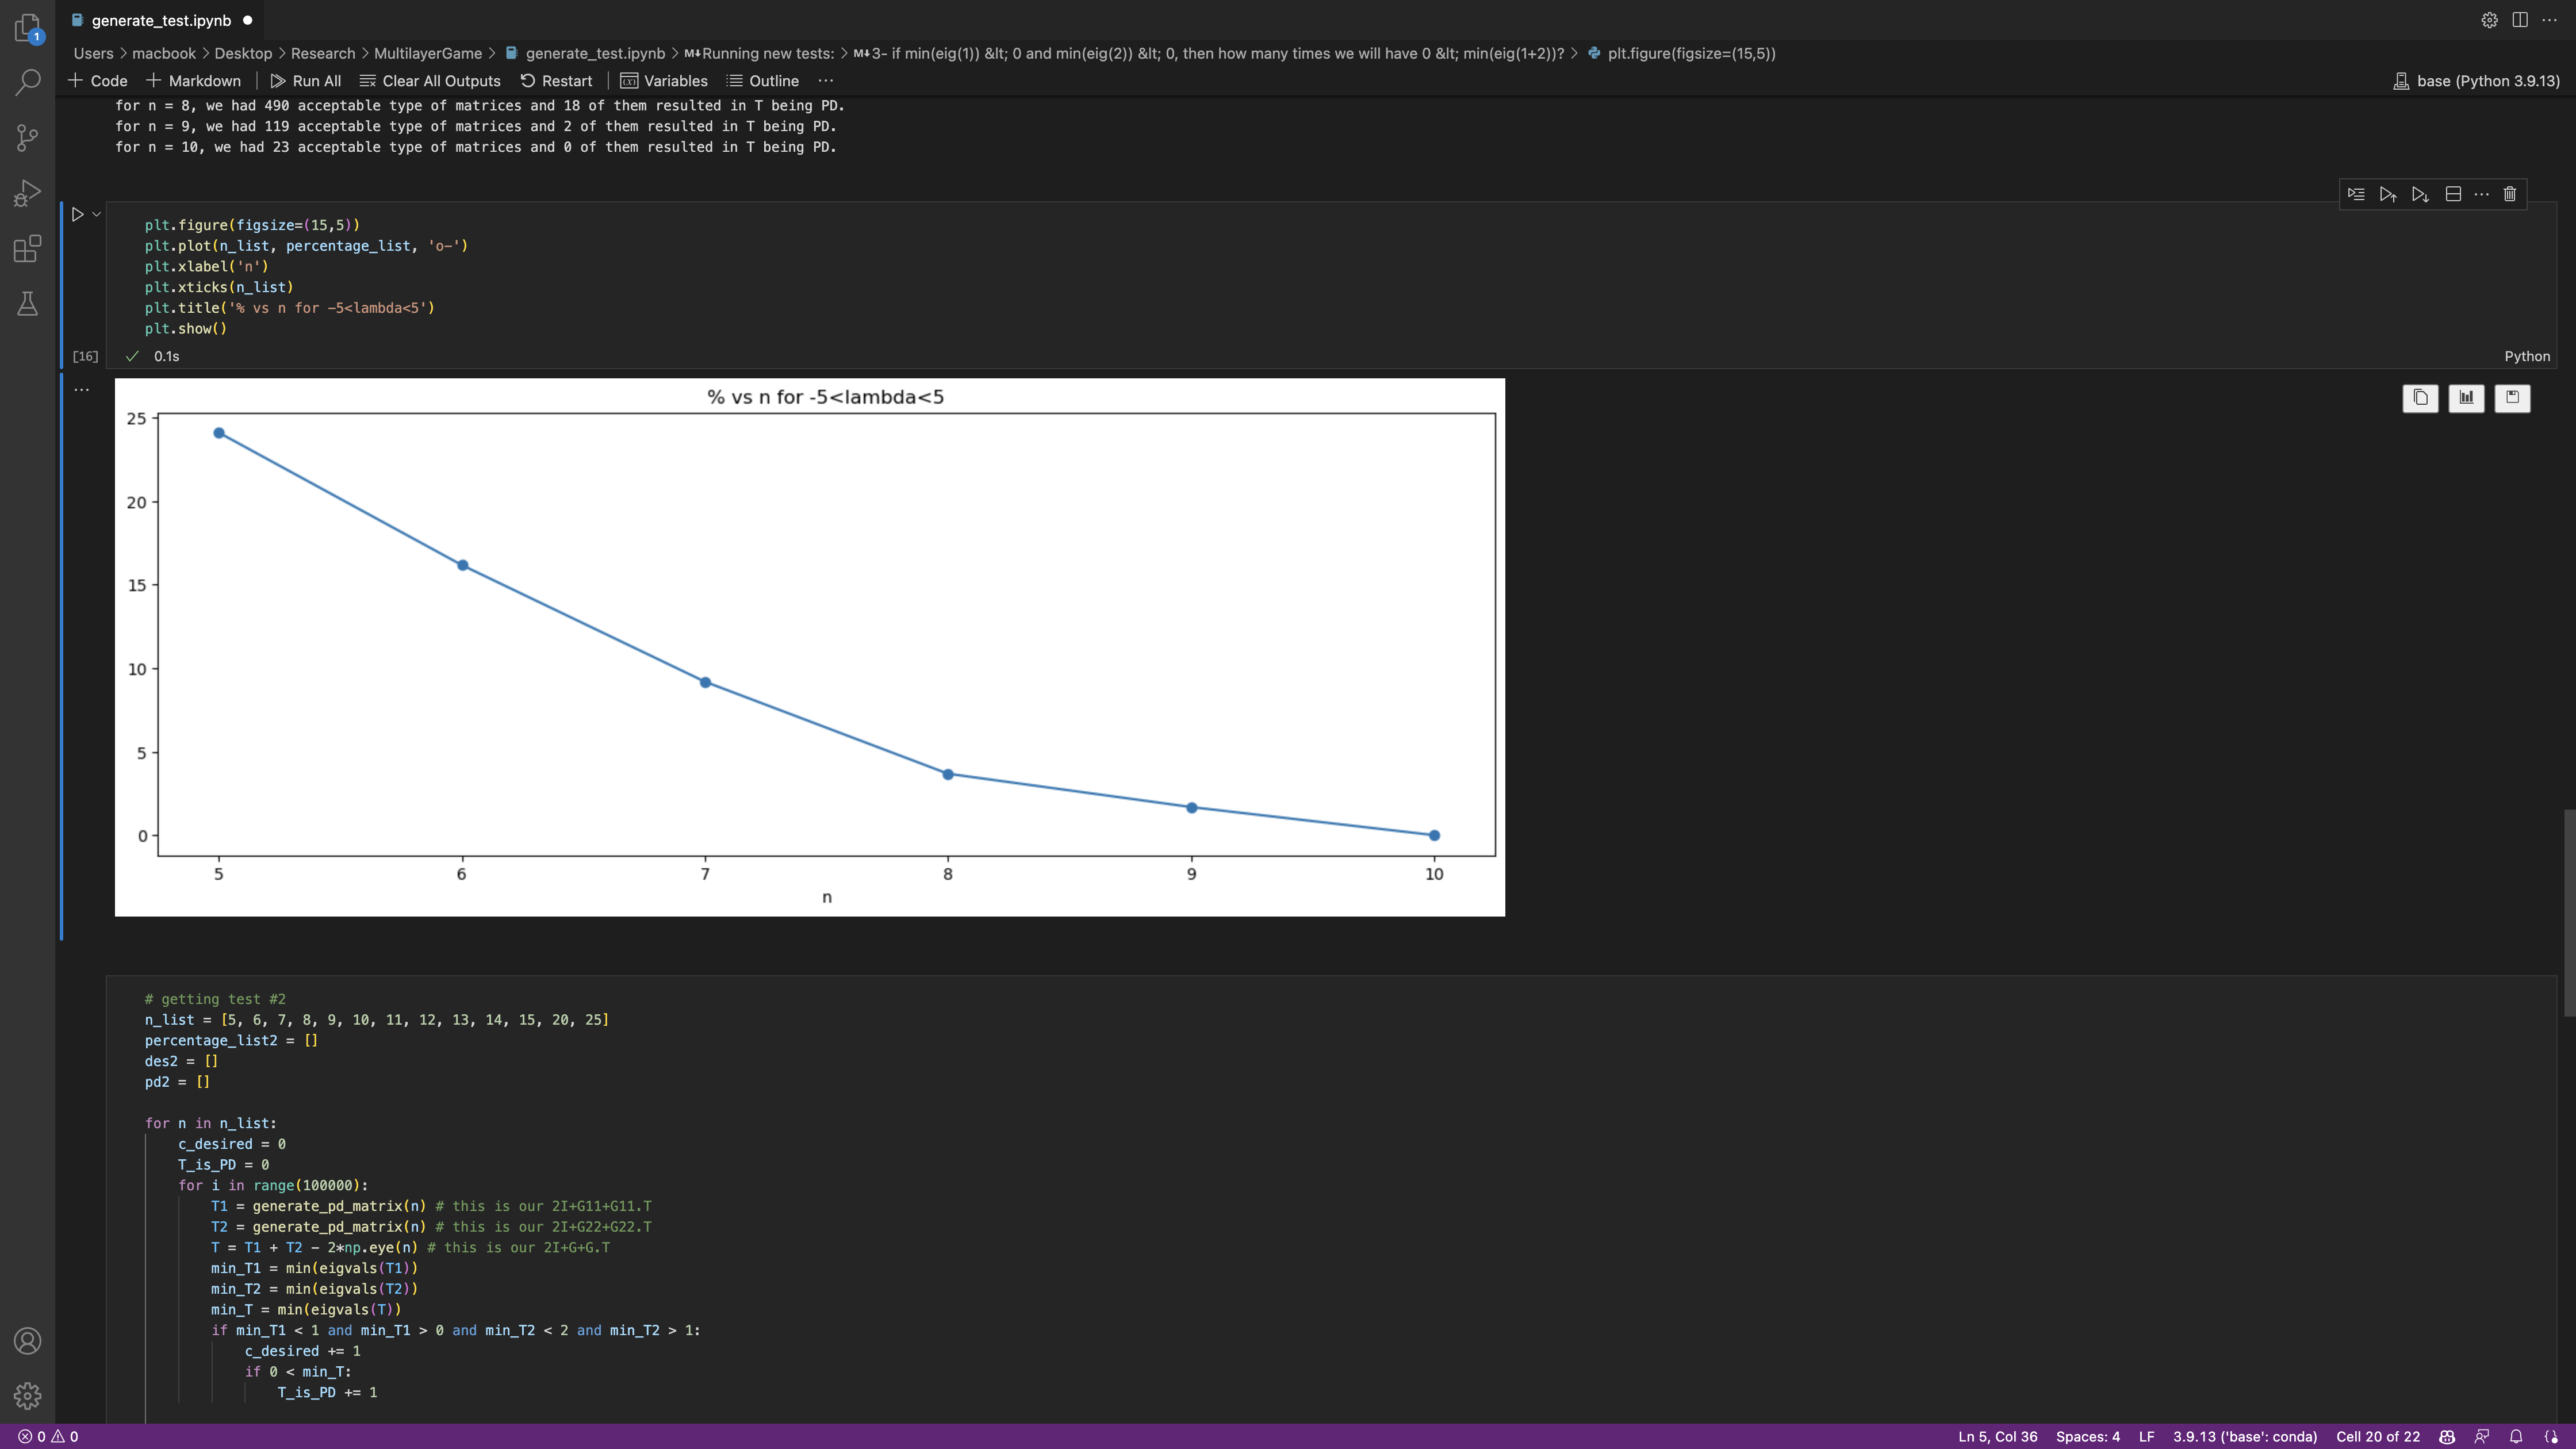 generate_test.ipynb
1
Users > macbook > Desktop > Research > MultilayerGame > generate_test.ipynb > M↓Running new tests: > M↓3- if min(eig(1)) &lt; 0 and min(eig(2)) &lt; 0, then how many times we will have 0 &lt; min(eig(1+2))? > plt.figure(figsize=(15,5))
+ Code + Markdown | Run All Clear All Outputs Restart | Variables Outline ··· base (Python 3.9.13)
for n = 8, we had 490 acceptable type of matrices and 18 of them resulted in T being PD.
for n = 9, we had 119 acceptable type of matrices and 2 of them resulted in T being PD.
for n = 10, we had 23 acceptable type of matrices and 0 of them resulted in T being PD.
plt.figure(figsize=(15,5))
plt.plot(n_list, percentage_list, 'o-')
plt.xlabel('n')
plt.xticks(n_list)
plt.title('% vs n for -5<lambda<5')
plt.show()
[16] 0.1s Python
% vs n for -5<lambda<5
25
20
15
10
5
0
5 6 7 8 9 10
n
# getting test #2
n_list = [5, 6, 7, 8, 9, 10, 11, 12, 13, 14, 15, 20, 25]
percentage_list2 = []
des2 = []
pd2 = []
for n in n_list:
c_desired = 0
T_is_PD = 0
for i in range(100000):
T1 = generate_pd_matrix(n) # this is our 2I+G11+G11.T
T2 = generate_pd_matrix(n) # this is our 2I+G22+G22.T
T = T1 + T2 - 2*np.eye(n) # this is our 2I+G+G.T
min_T1 = min(eigvals(T1))
min_T2 = min(eigvals(T2))
min_T = min(eigvals(T))
if min_T1 < 1 and min_T1 > 0 and min_T2 < 2 and min_T2 > 1:
c_desired += 1
if 0 < min_T:
T_is_PD += 1
0 0 Ln 5, Col 36 Spaces: 4 LF 3.9.13 ('base': conda) Cell 20 of 22